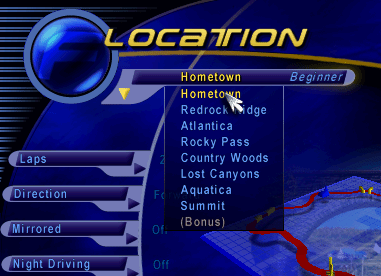 LOCATION
Hometown Beginner
Hometown
Redrock Ridge
Atlantica
Rocky Pass
Country Woods
Lost Canyons
Aquatica
Summit
(Bonus)
Laps
Direction
Mirrored
Night Driving Off